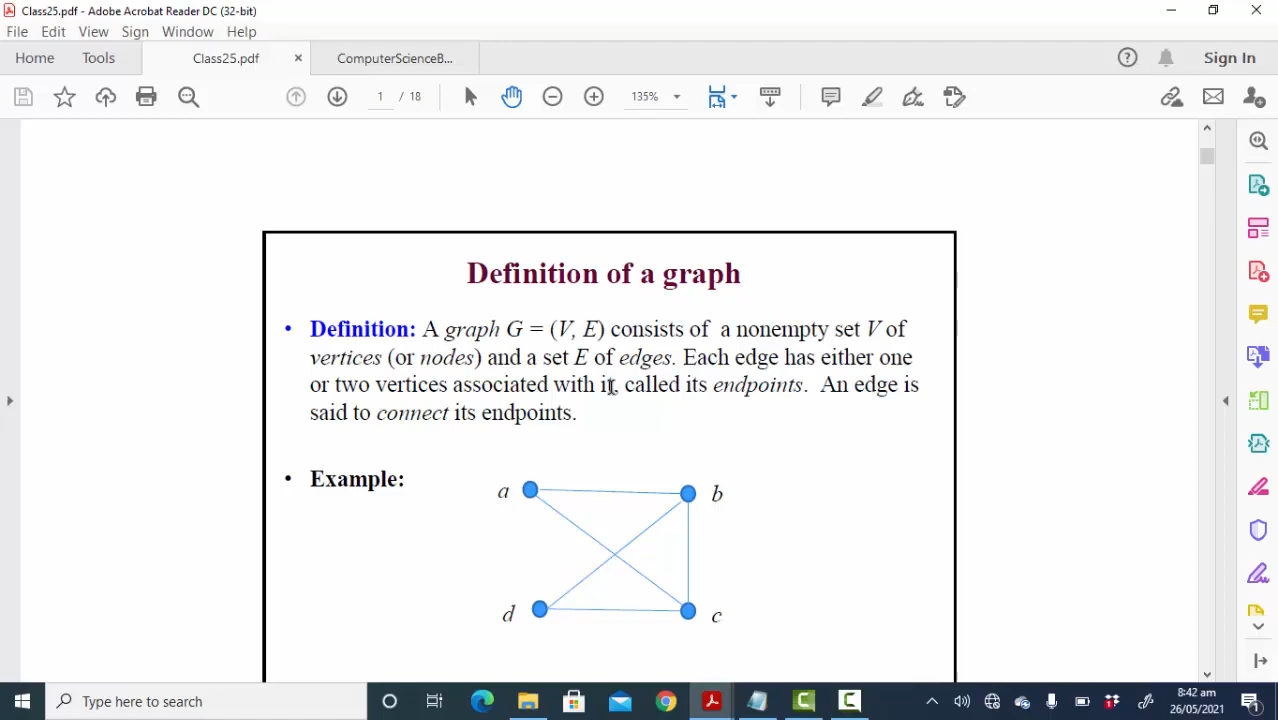 Class25.pdf - Adobe Acrobat Reader DC (32-bit)
File Edit View Sign Window Help
Home Tools Class25.pdf × ComputerScienceB... Sign In
1 / 18 135%
Definition of a graph
• Definition: A graph G = (V, E) consists of a nonempty set V of
vertices (or nodes) and a set E of edges. Each edge has either one
or two vertices associated with it, called its endpoints. An edge is
said to connect its endpoints.
• Example:
a b
d c
Type here to search
8:42 am
26/05/2021